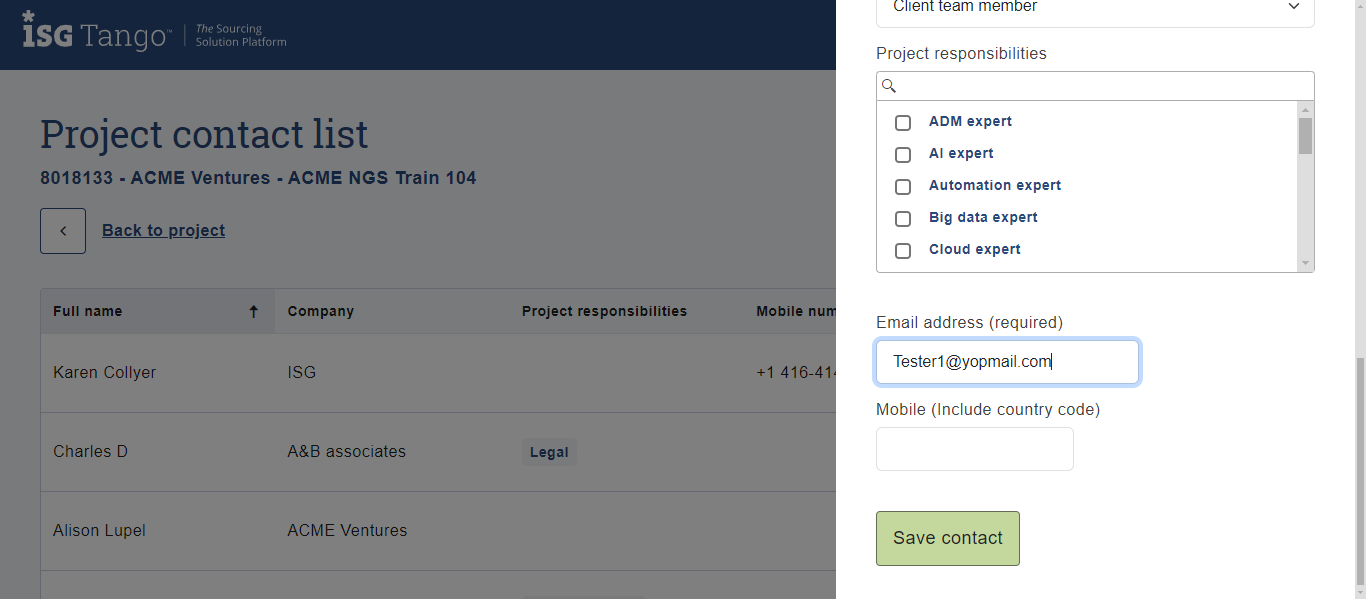 ISG Tango™ The Sourcing
Solution Platform
Project contact list
8018133 - ACME Ventures - ACME NGS Train 104
Back to project
Full name Company Project responsibilities Mobile num
Karen Collyer ISG +1 416-414
Charles D A&B associates Legal
Alison Lupel ACME Ventures
Client team member
Project responsibilities
ADM expert
AI expert
Automation expert
Big data expert
Cloud expert
Email address (required)
Tester1@yopmail.com
Mobile (Include country code)
Save contact